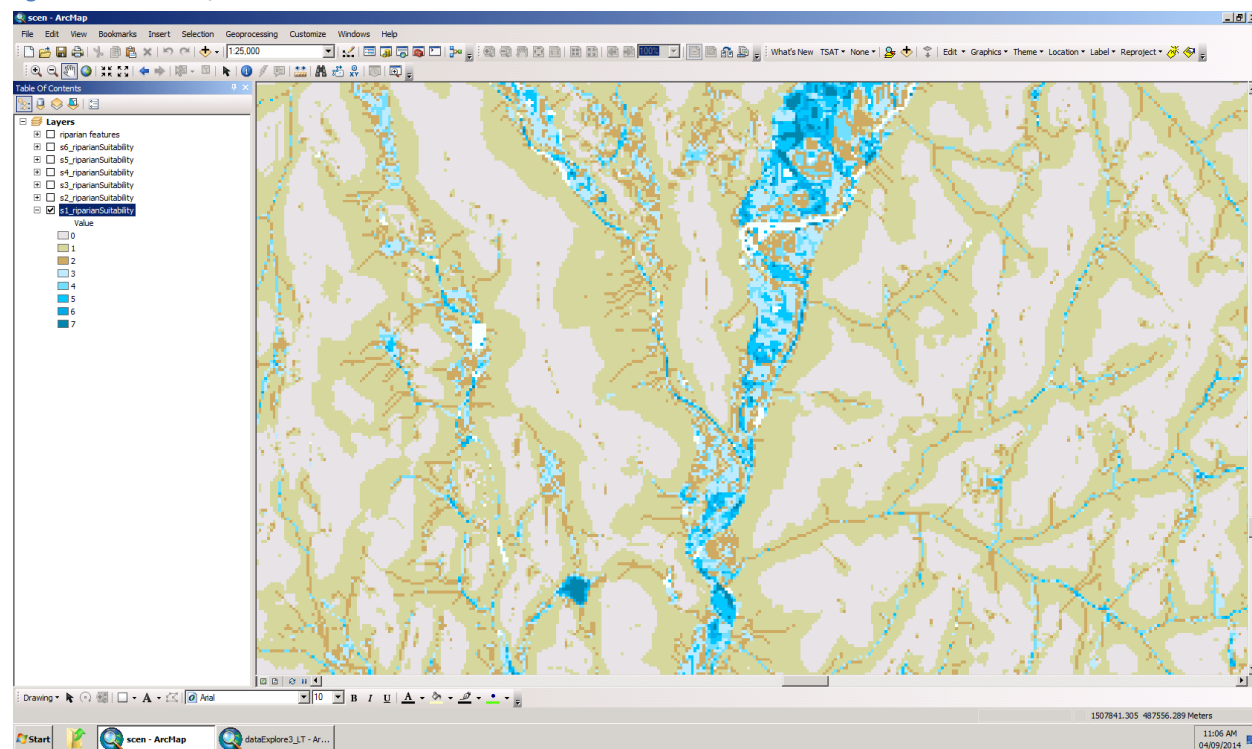 scen - ArcMap
File Edit View Bookmarks Insert Selection Geoprocessing Customize Windows Help
1:25,000 100% What's New TSAT None Edit Graphics Theme Location Label Reproject
Table Of Contents
Layers
riparian features
s6_riparianSuitability
s5_riparianSuitability
s4_riparianSuitability
s3_riparianSuitability
s2_riparianSuitability
s1_riparianSuitability
Value
0
1
2
3
4
5
6
7
Drawing A Arial 10 B I U A
1507841.305 487556.289 Meters
Start scen - ArcMap dataExplore3_LT - Ar... 11:06 AM
04/09/2014